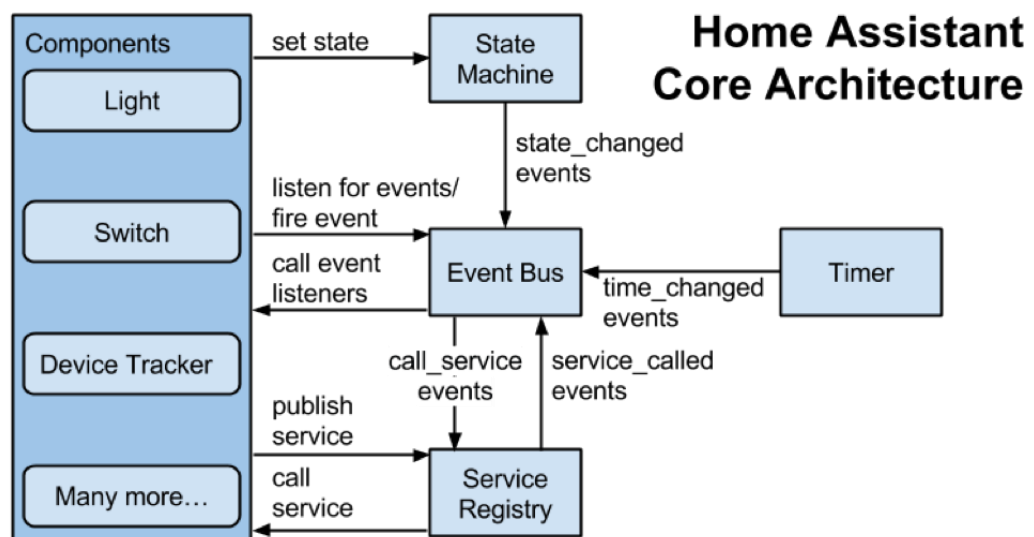 Home Assistant
Core Architecture
Components
Light
Switch
Device Tracker
Many more…
set state
State
Machine
state_changed
events
listen for events/
fire event
call event
listeners
Event Bus
time_changed
events
Timer
call_service
events
service_called
events
publish
service
call
service
Service
Registry